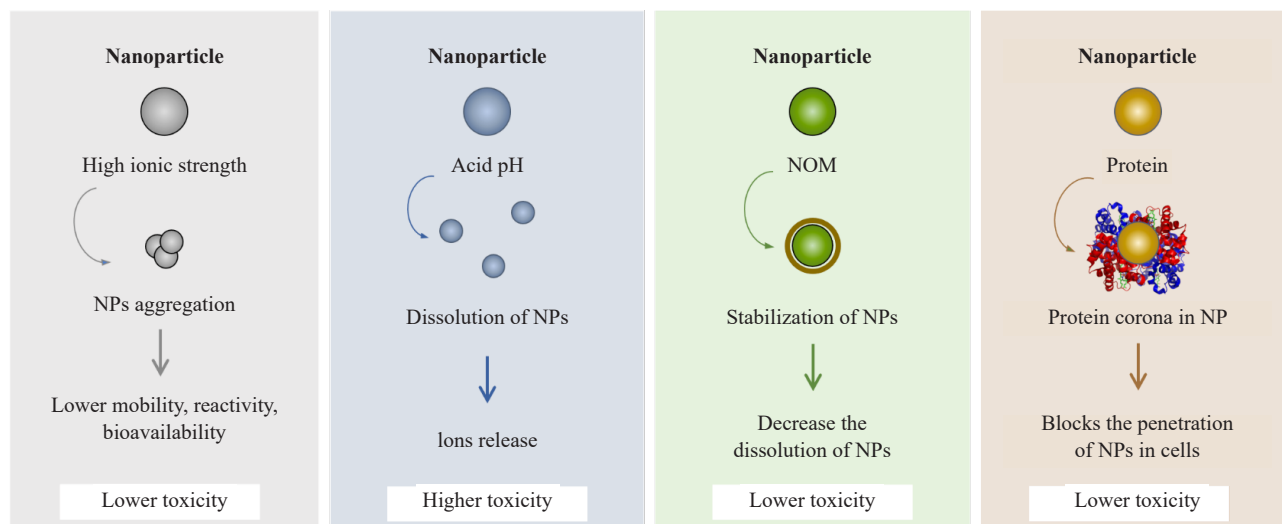 Nanoparticle
High ionic strength
NPs aggregation
Lower mobility, reactivity,
bioavailability
Lower toxicity
Nanoparticle
Acid pH
Dissolution of NPs
lons release
Higher toxicity
Nanoparticle
NOM
Stabilization of NPs
Decrease the
dissolution of NPs
Lower toxicity
Nanoparticle
Protein
Protein corona in NP
Blocks the penetration
of NPs in cells
Lower toxicity